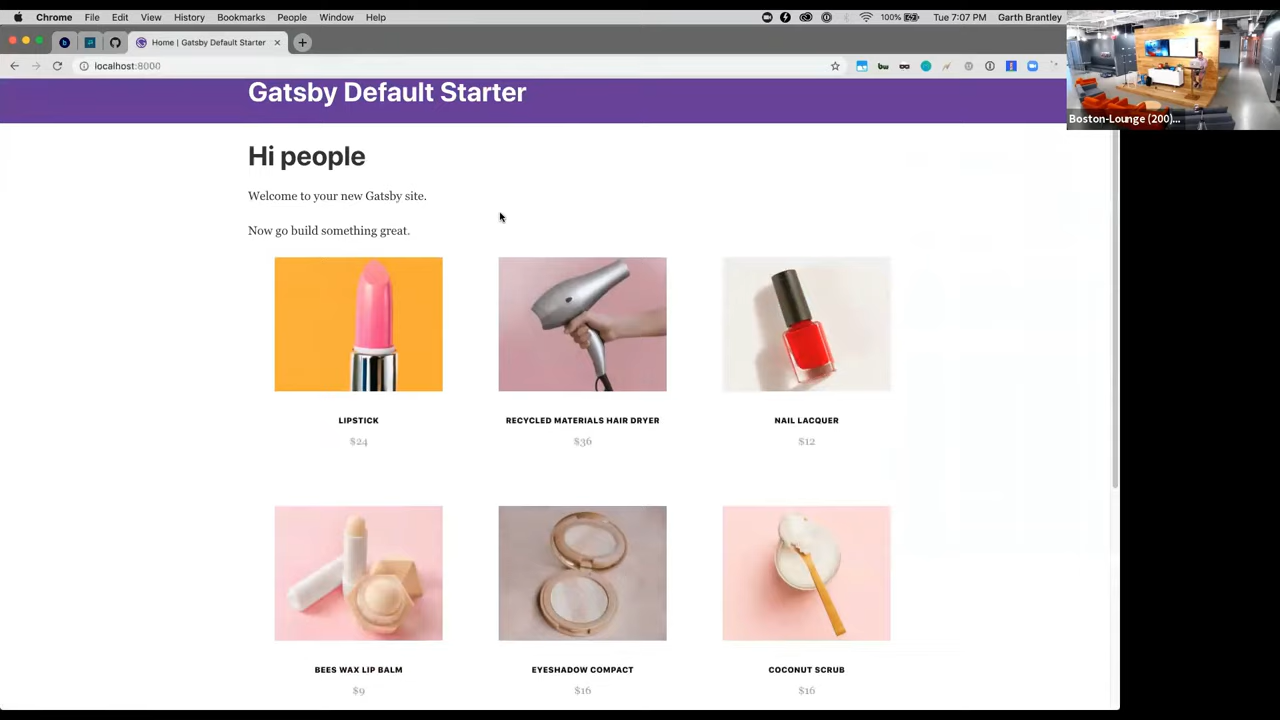 Chrome File Edit View History Bookmarks People Window Help 100% Tue 7:07 PM Garth Brantley
Home | Gatsby Default Starter
localhost:8000
Boston-Lounge (200)...
Gatsby Default Starter
Hi people
Welcome to your new Gatsby site.
Now go build something great.
LIPSTICK RECYCLED MATERIALS HAIR DRYER NAIL LACQUER
$24 $36 $12
BEES WAX LIP BALM EYESHADOW COMPACT COCONUT SCRUB
$9 $16 $16